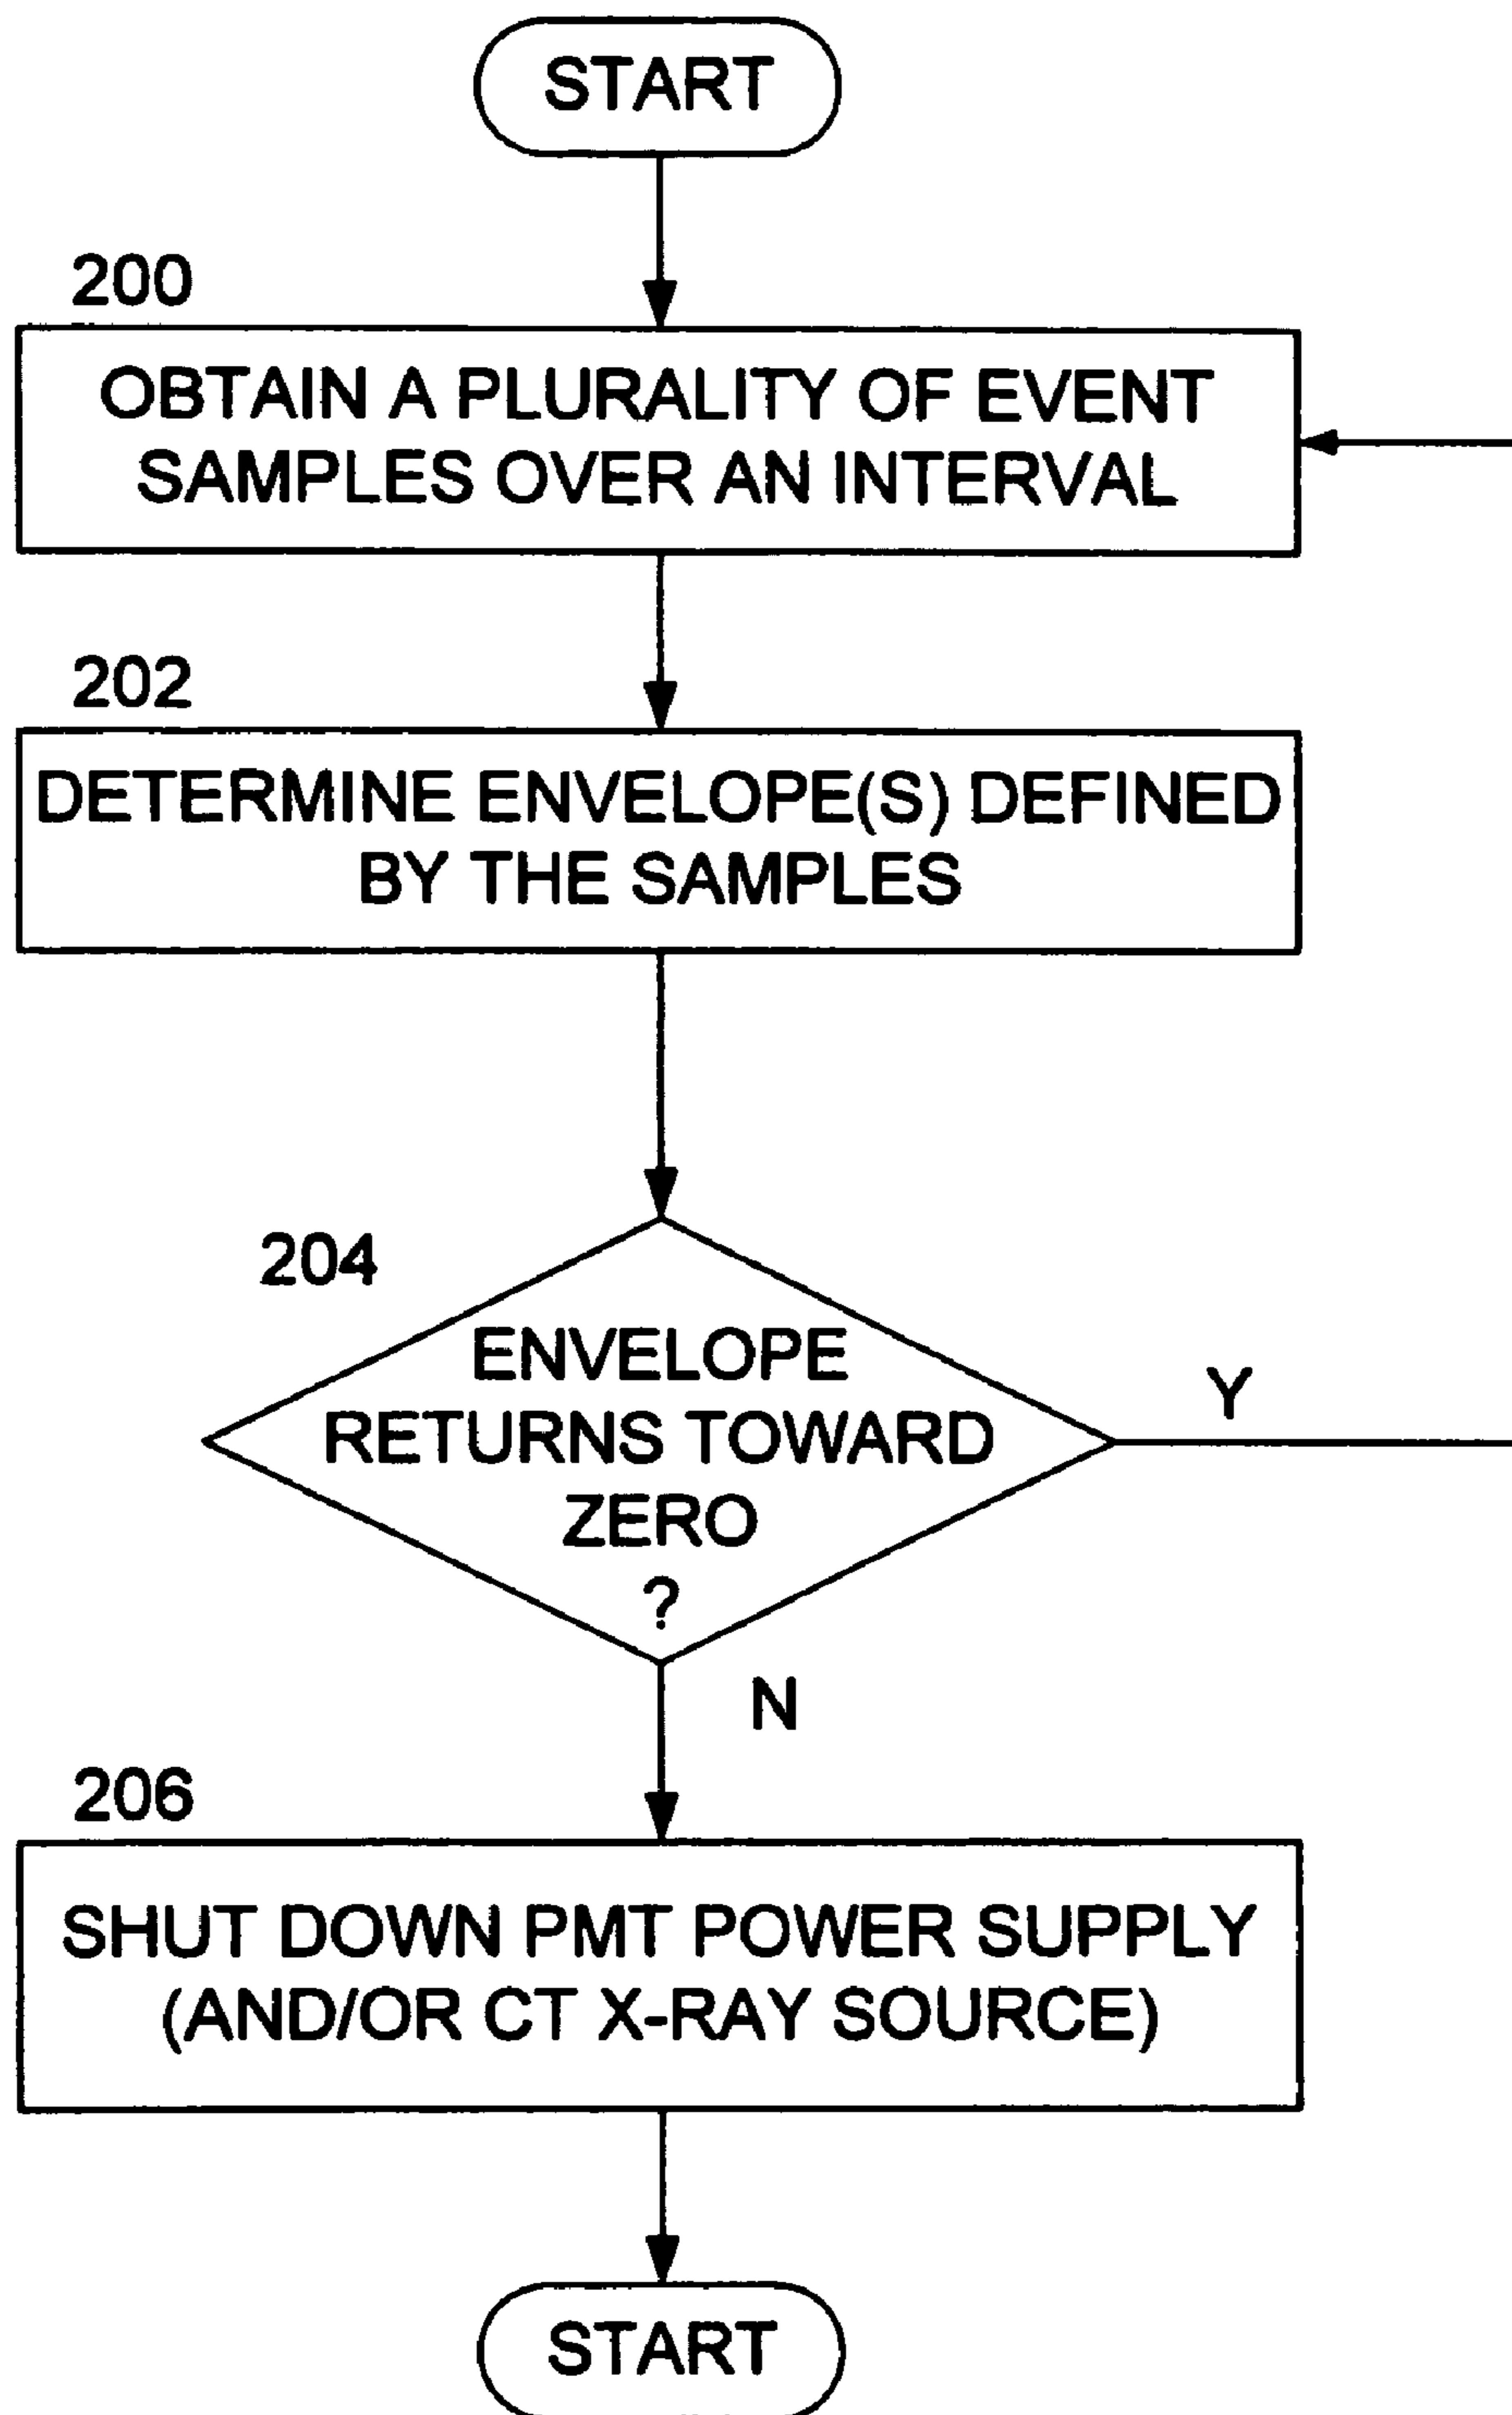 START
200
OBTAIN A PLURALITY OF EVENT
SAMPLES OVER AN INTERVAL
202
DETERMINE ENVELOPE(S) DEFINED
BY THE SAMPLES
204
ENVELOPE
RETURNS TOWARD
ZERO
?
Y
N
206
SHUT DOWN PMT POWER SUPPLY
(AND/OR CT X-RAY SOURCE)
START